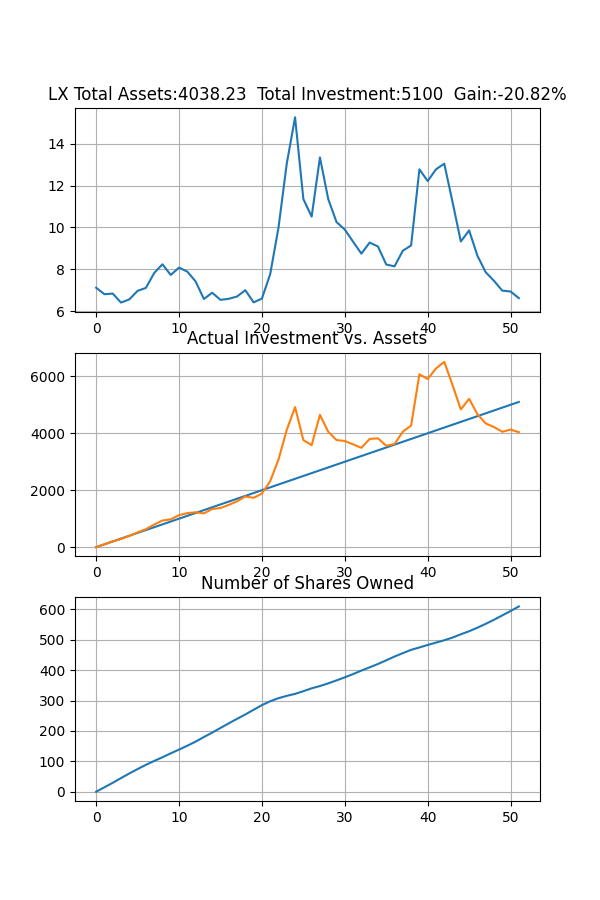 LX Total Assets:4038.23  Total Investment:5100  Gain:-20.82%
14
12
10
8
6
0 10 20 30 40 50
Actual Investment vs. Assets
6000
4000
2000
0
0 10 20 30 40 50
Number of Shares Owned
600
500
400
300
200
100
0
0 10 20 30 40 50